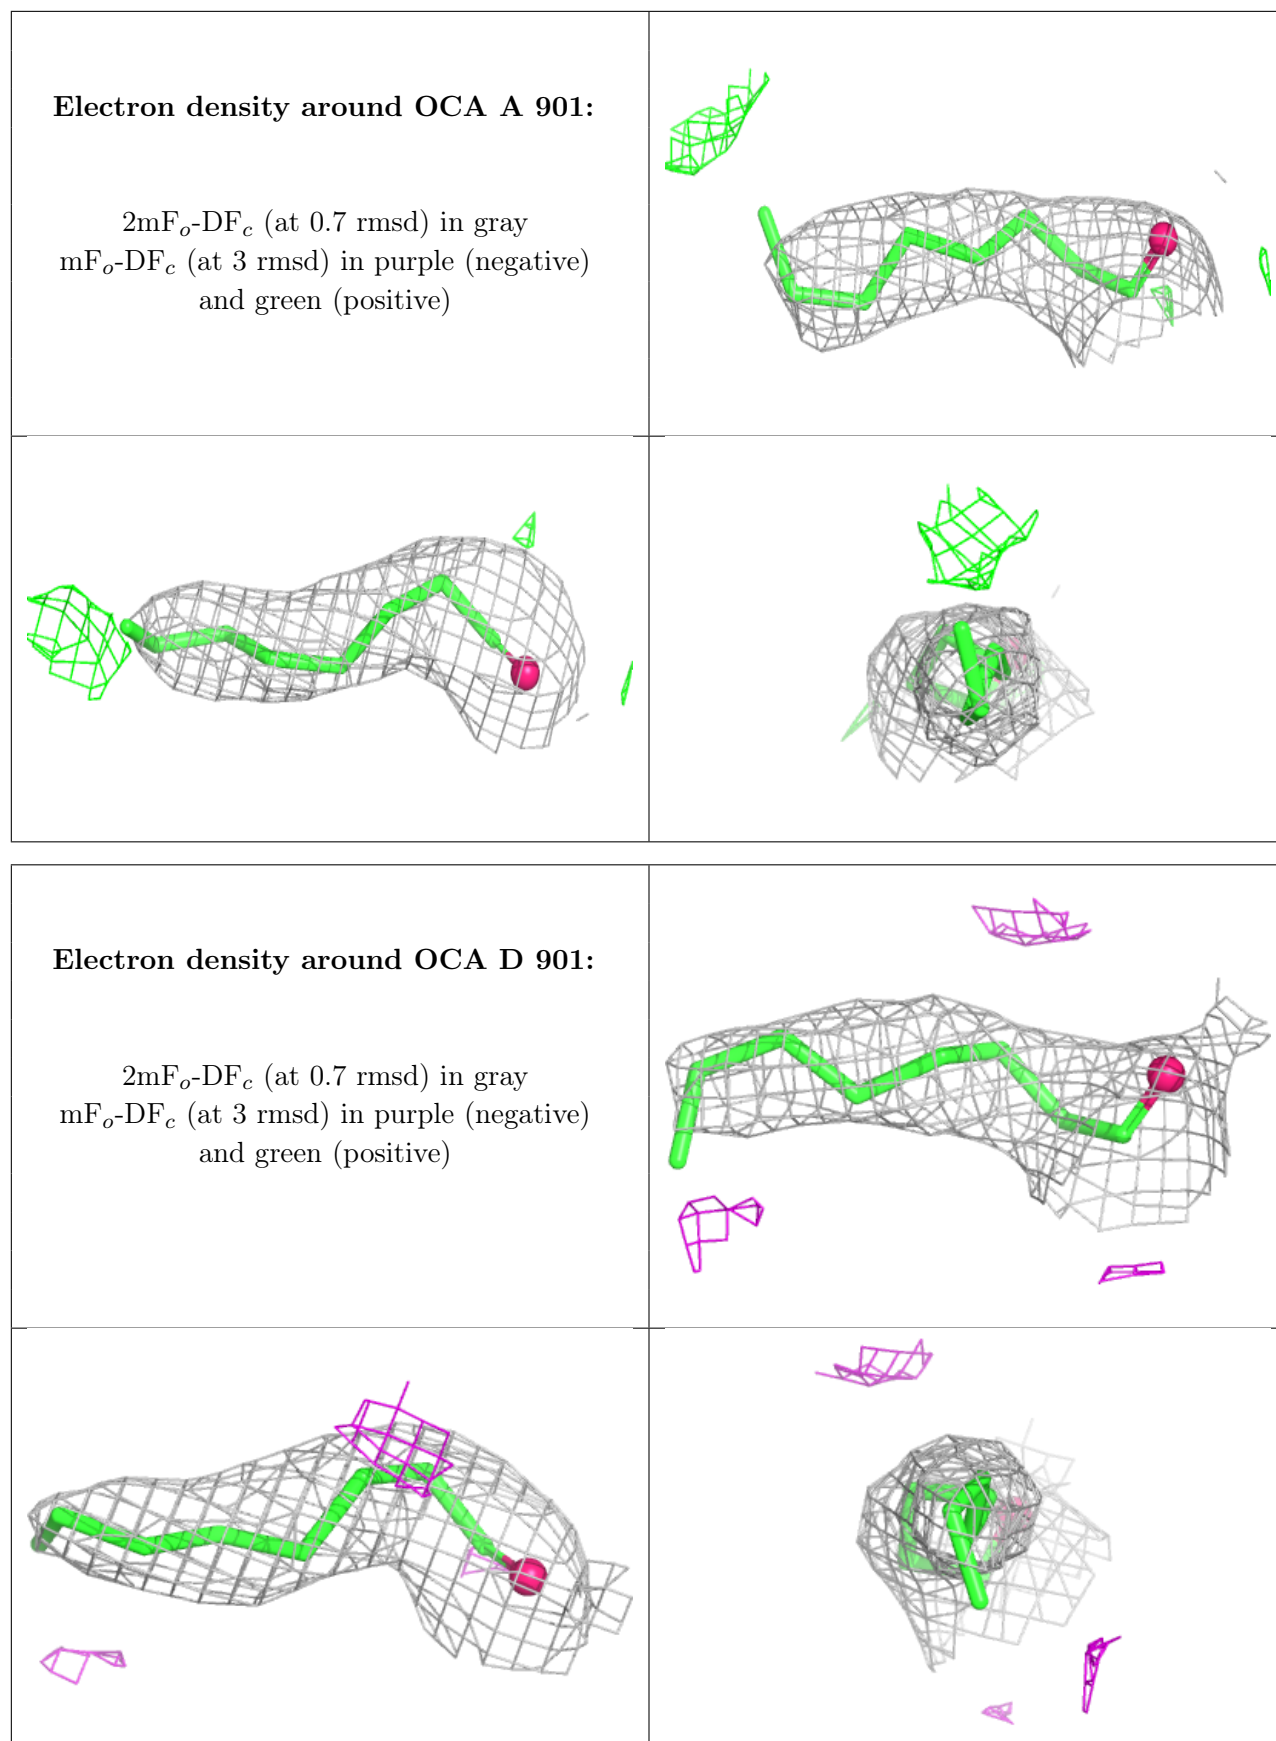 Electron density around OCA A 901:
2mFo-DFc (at 0.7 rmsd) in gray
mFo-DFc (at 3 rmsd) in purple (negative)
and green (positive)
Electron density around OCA D 901:
2mFo-DFc (at 0.7 rmsd) in gray
mFo-DFc (at 3 rmsd) in purple (negative)
and green (positive)